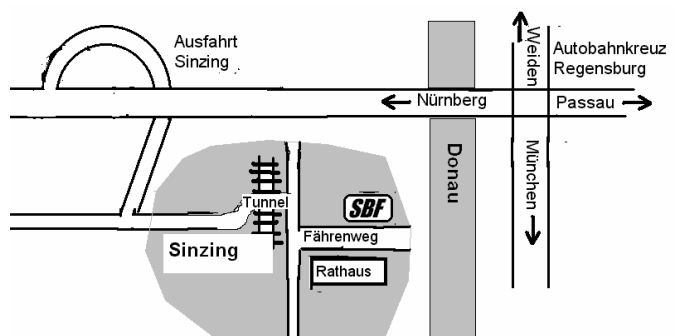 Ausfahrt
Sinzing
Weiden
Autobahnkreuz
Regensburg
Nürnberg
Passau
Donau
München
Tunnel
SBF
Fährenweg
Sinzing
Rathaus